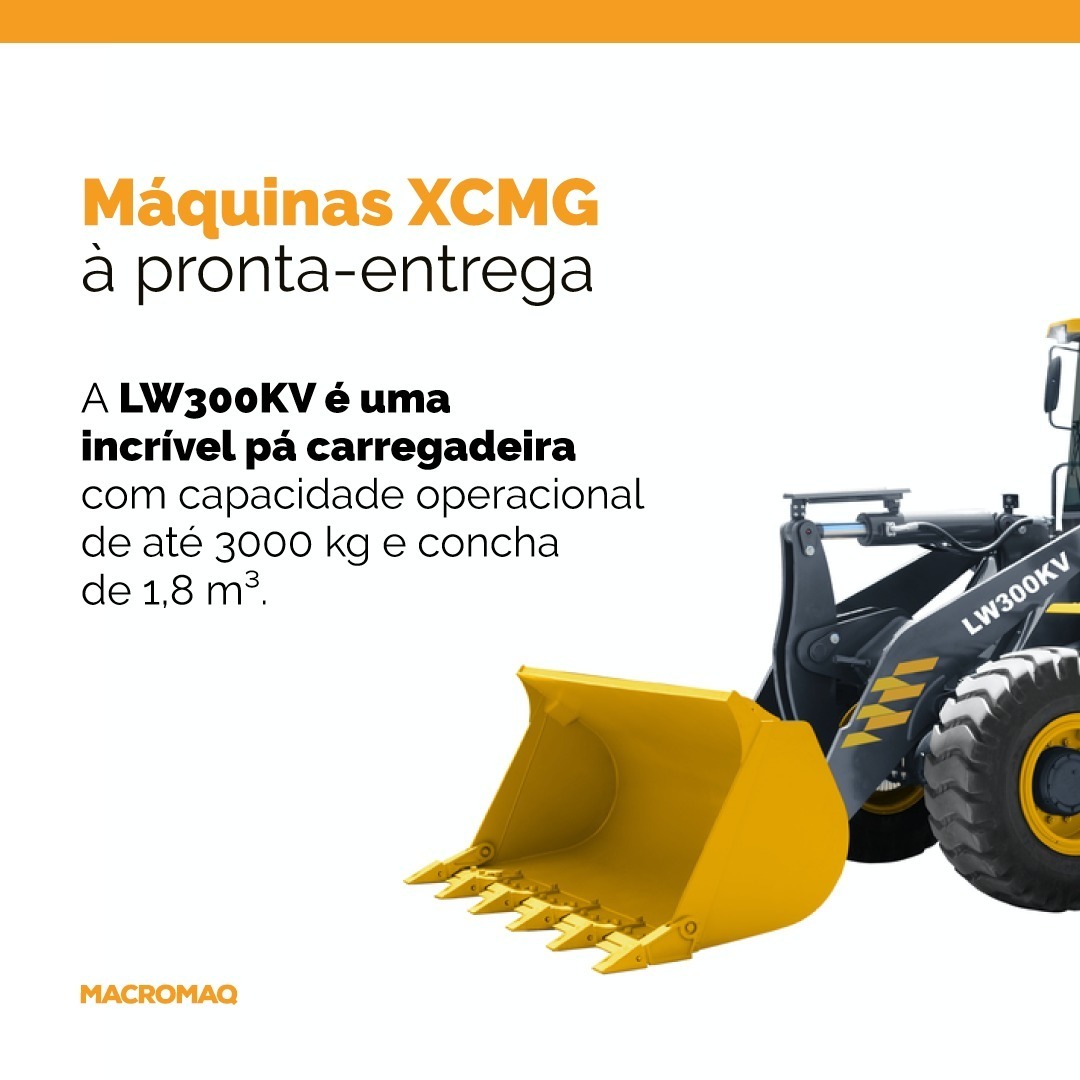 Máquinas XCMG
à pronta-entrega
A LW300KV é uma
incrível pá carregadeira
com capacidade operacional
de até 3000 kg e concha
de 1,8 m³.
LW300KV
MACROMAQ